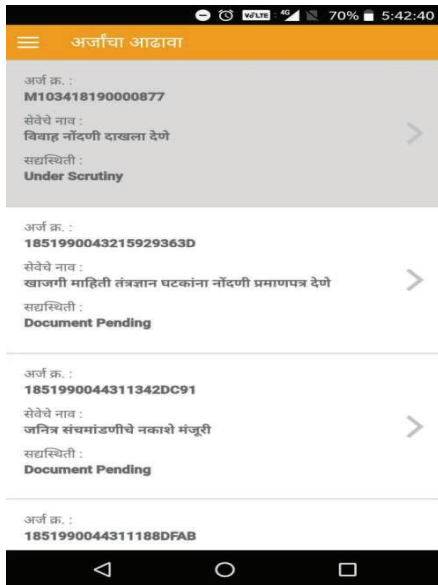 VoLTE 4G 70% 5:42:40
अर्जाचा आढावा
अर्ज क्र. :
M103418190000877
सेवेचे नाव :
विवाह नोंदणी दाखला देणे
सद्यस्थिती :
Under Scrutiny
अर्ज क्र. :
1851990043215929363D
सेवेचे नाव :
खाजगी माहिती तंत्रज्ञान घटकांना नोंदणी प्रमाणपत्र देणे
सद्यस्थिती :
Document Pending
अर्ज क्र. :
1851990044311342DC91
सेवेचे नाव :
जनित्र संचमांडणीचे नकाशे मंजूरी
सद्यस्थिती :
Document Pending
अर्ज क्र. :
1851990044311188DFAB